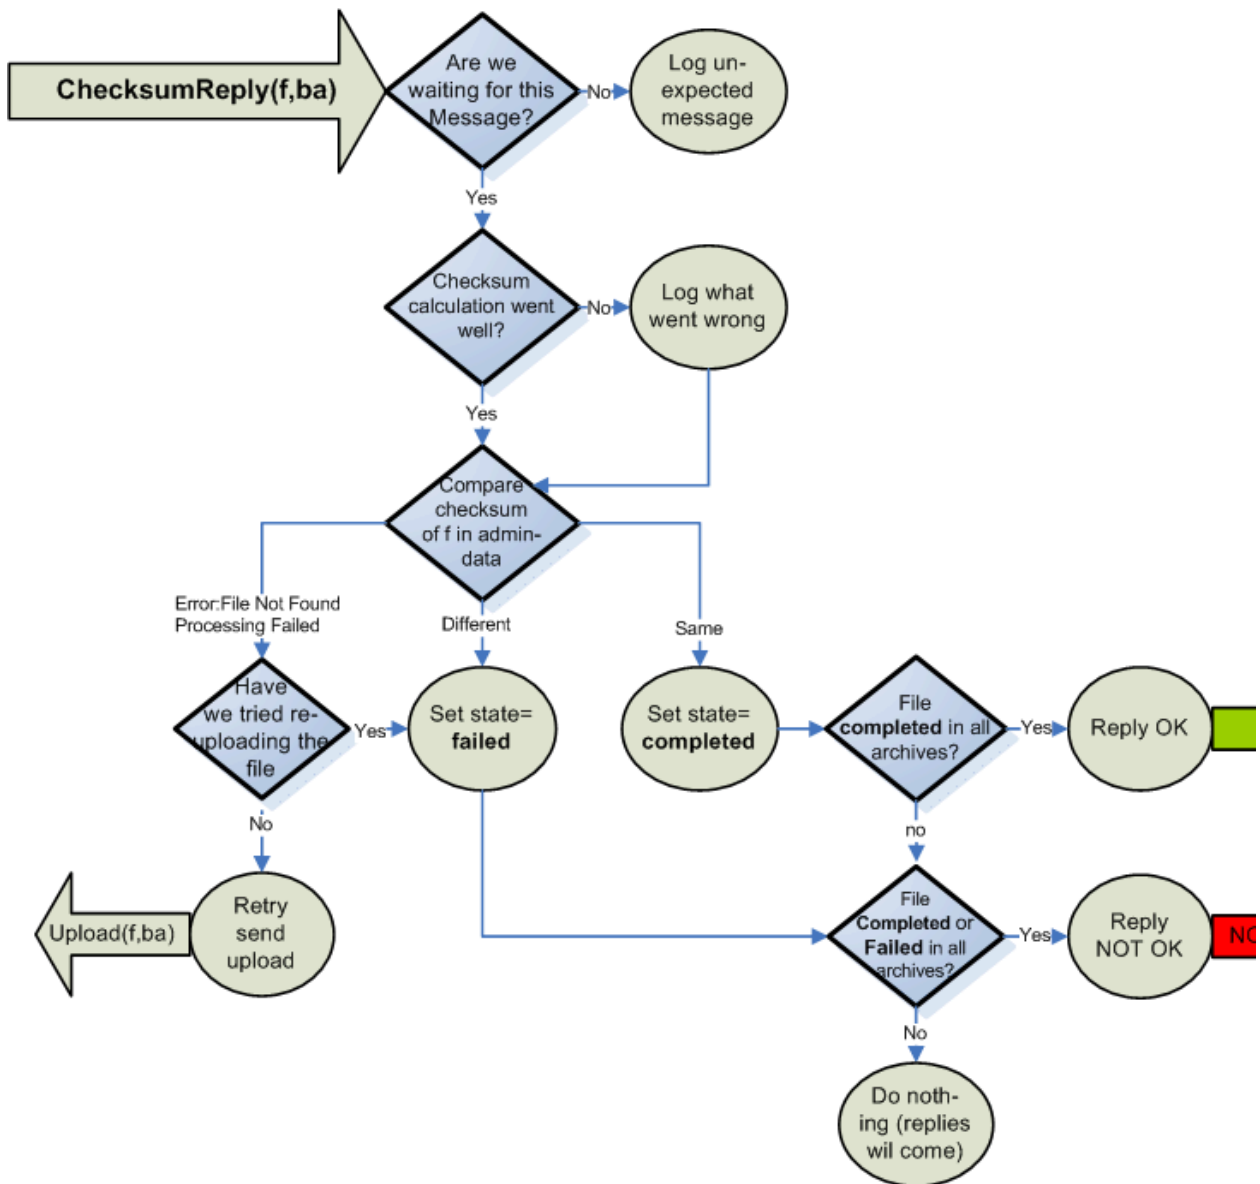 ChecksumReply(f,ba)
Are we
waiting for this
Message?
No
Log un-
expected
message
Yes
Checksum
calculation went
well?
No
Log what
went wrong
Yes
Compare
checksum
of f in admin-
data
Error:File Not Found
Processing Failed
Different
Same
Have
we tried re-
uploading the
file
Yes
Set state=
failed
Set state=
completed
File
completed in all
archives?
Yes
Reply OK
No
no
Upload(f,ba)
Retry
send
upload
File
Completed or
Failed in all
archives?
Yes
Reply
NOT OK
No
Do noth-
ing (replies
wil come)